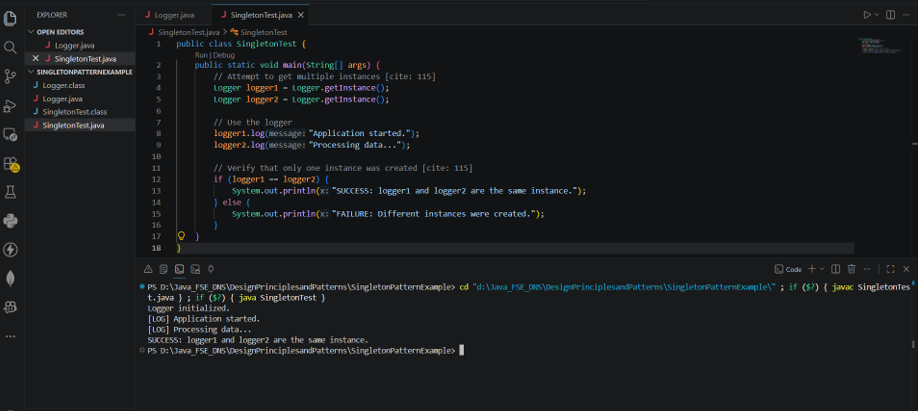 EXPLORER
OPEN EDITORS
Logger.java
SingletonTest.java
SINGLETONPATTERNEXAMPLE
Logger.class
Logger.java
SingletonTest.class
SingletonTest.java
Logger.java
SingletonTest.java
SingletonTest.java > SingletonTest
1 public class SingletonTest {
Run | Debug
2 public static void main(String[] args) {
3 // Attempt to get multiple instances [cite: 115]
4 Logger logger1 = Logger.getInstance();
5 Logger logger2 = Logger.getInstance();
6
7 // Use the logger
8 logger1.log(message: "Application started.");
9 logger2.log(message: "Processing data...");
10
11 // Verify that only one instance was created [cite: 115]
12 if (logger1 == logger2) {
13 System.out.println(x: "SUCCESS: logger1 and logger2 are the same instance.");
14 } else {
15 System.out.println(x: "FAILURE: Different instances were created.");
16 }
17 }
18 }
Code
PS D:\Java_FSE_DNS\DesignPrinciplesandPatterns\SingletonPatternExample> cd "d:\Java_FSE_DNS\DesignPrinciplesandPatterns\SingletonPatternExample\" ; if ($?) { javac SingletonTes
t.java } ; if ($?) { java SingletonTest }
Logger initialized.
[LOG] Application started.
[LOG] Processing data...
SUCCESS: logger1 and logger2 are the same instance.
PS D:\Java_FSE_DNS\DesignPrinciplesandPatterns\SingletonPatternExample>